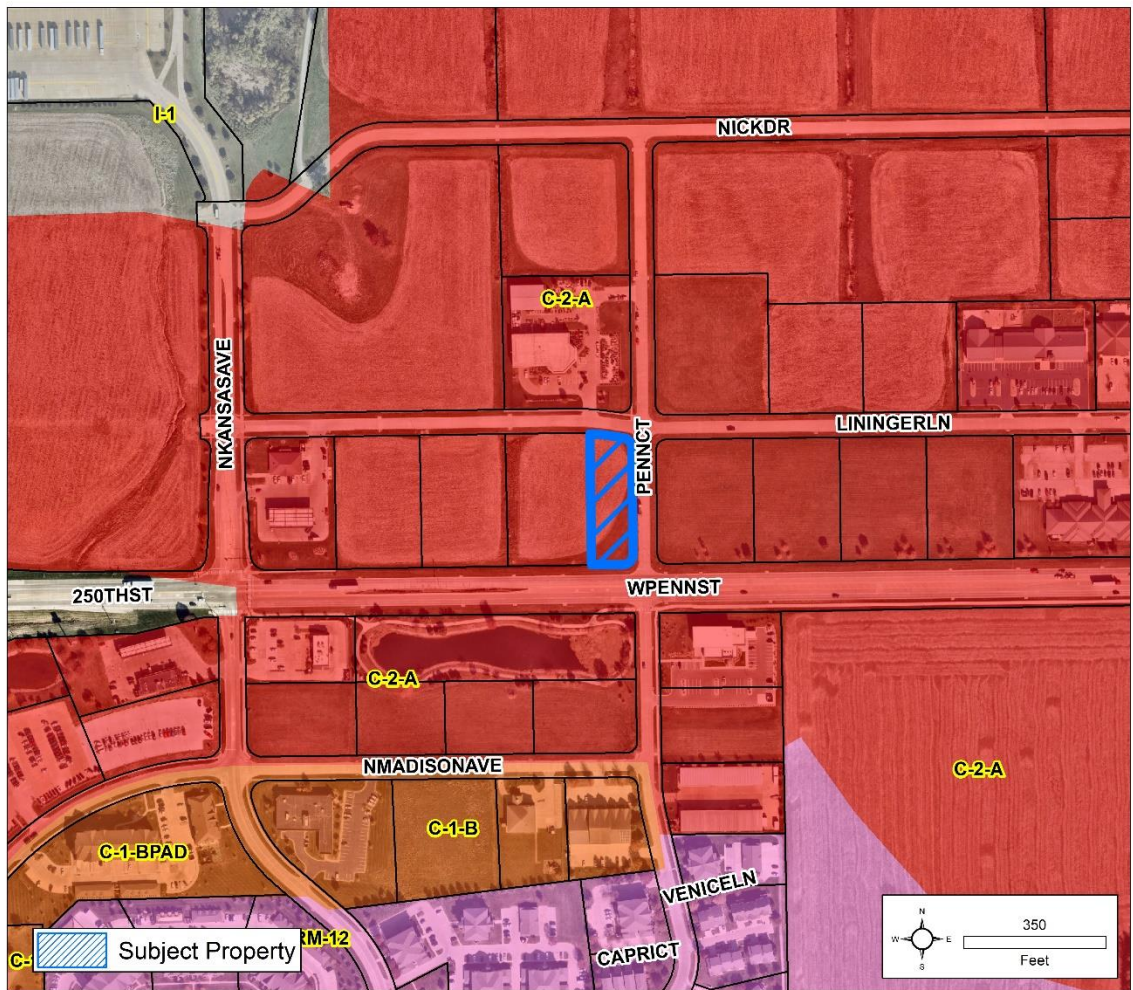 I-1
NICKDR
C-2-A
NKANSASAVE
PENNCT
LININGERLN
250THST
WPENNST
C-2-A
NMADISONAVE
C-2-A
C-1-B
C-1-BPAD
VENICELN
RM-12
CAPRICT
Subject Property
N
W
E
S
350
Feet